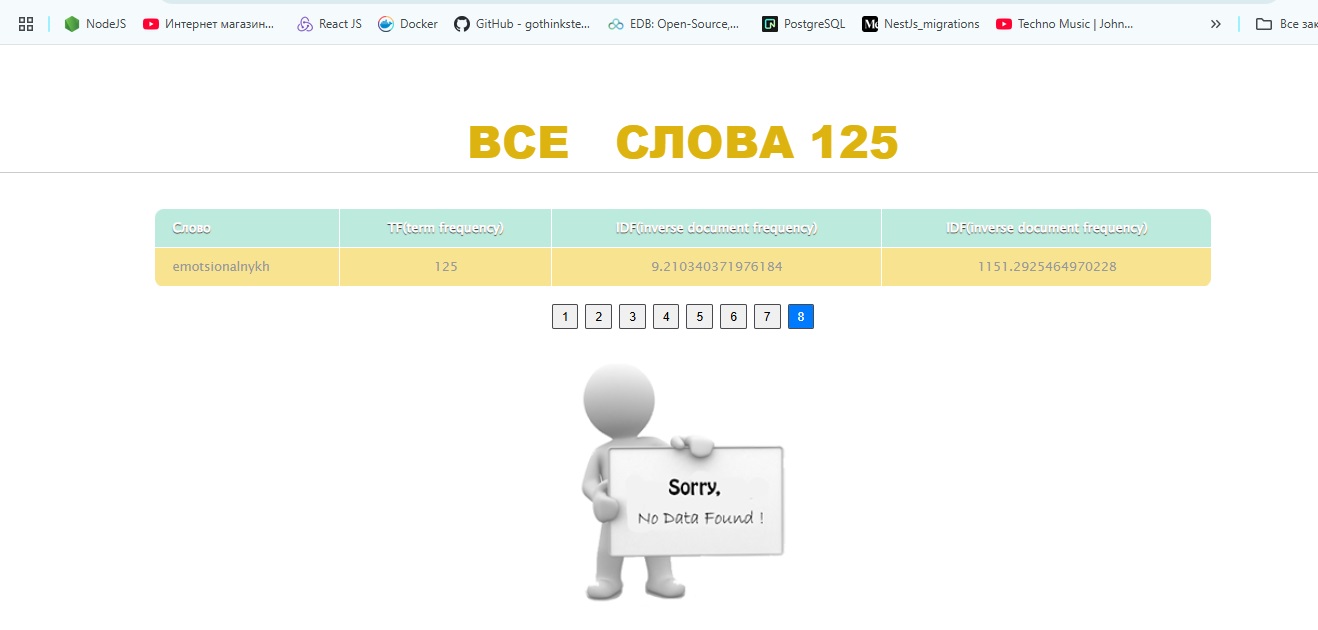 NodeJS Интернет магазин... React JS Docker GitHub - gothinkste... EDB: Open-Source,... PostgreSQL NestJs_migrations Techno Music | John... » Все зак
ВСЕ СЛОВА 125
Слово TF(term frequency) IDF(inverse document frequency) IDF(inverse document frequency)
emotsionalnykh 125 9.210340371976184 1151.2925464970228
1 2 3 4 5 6 7 8
Sorry,
No Data Found !